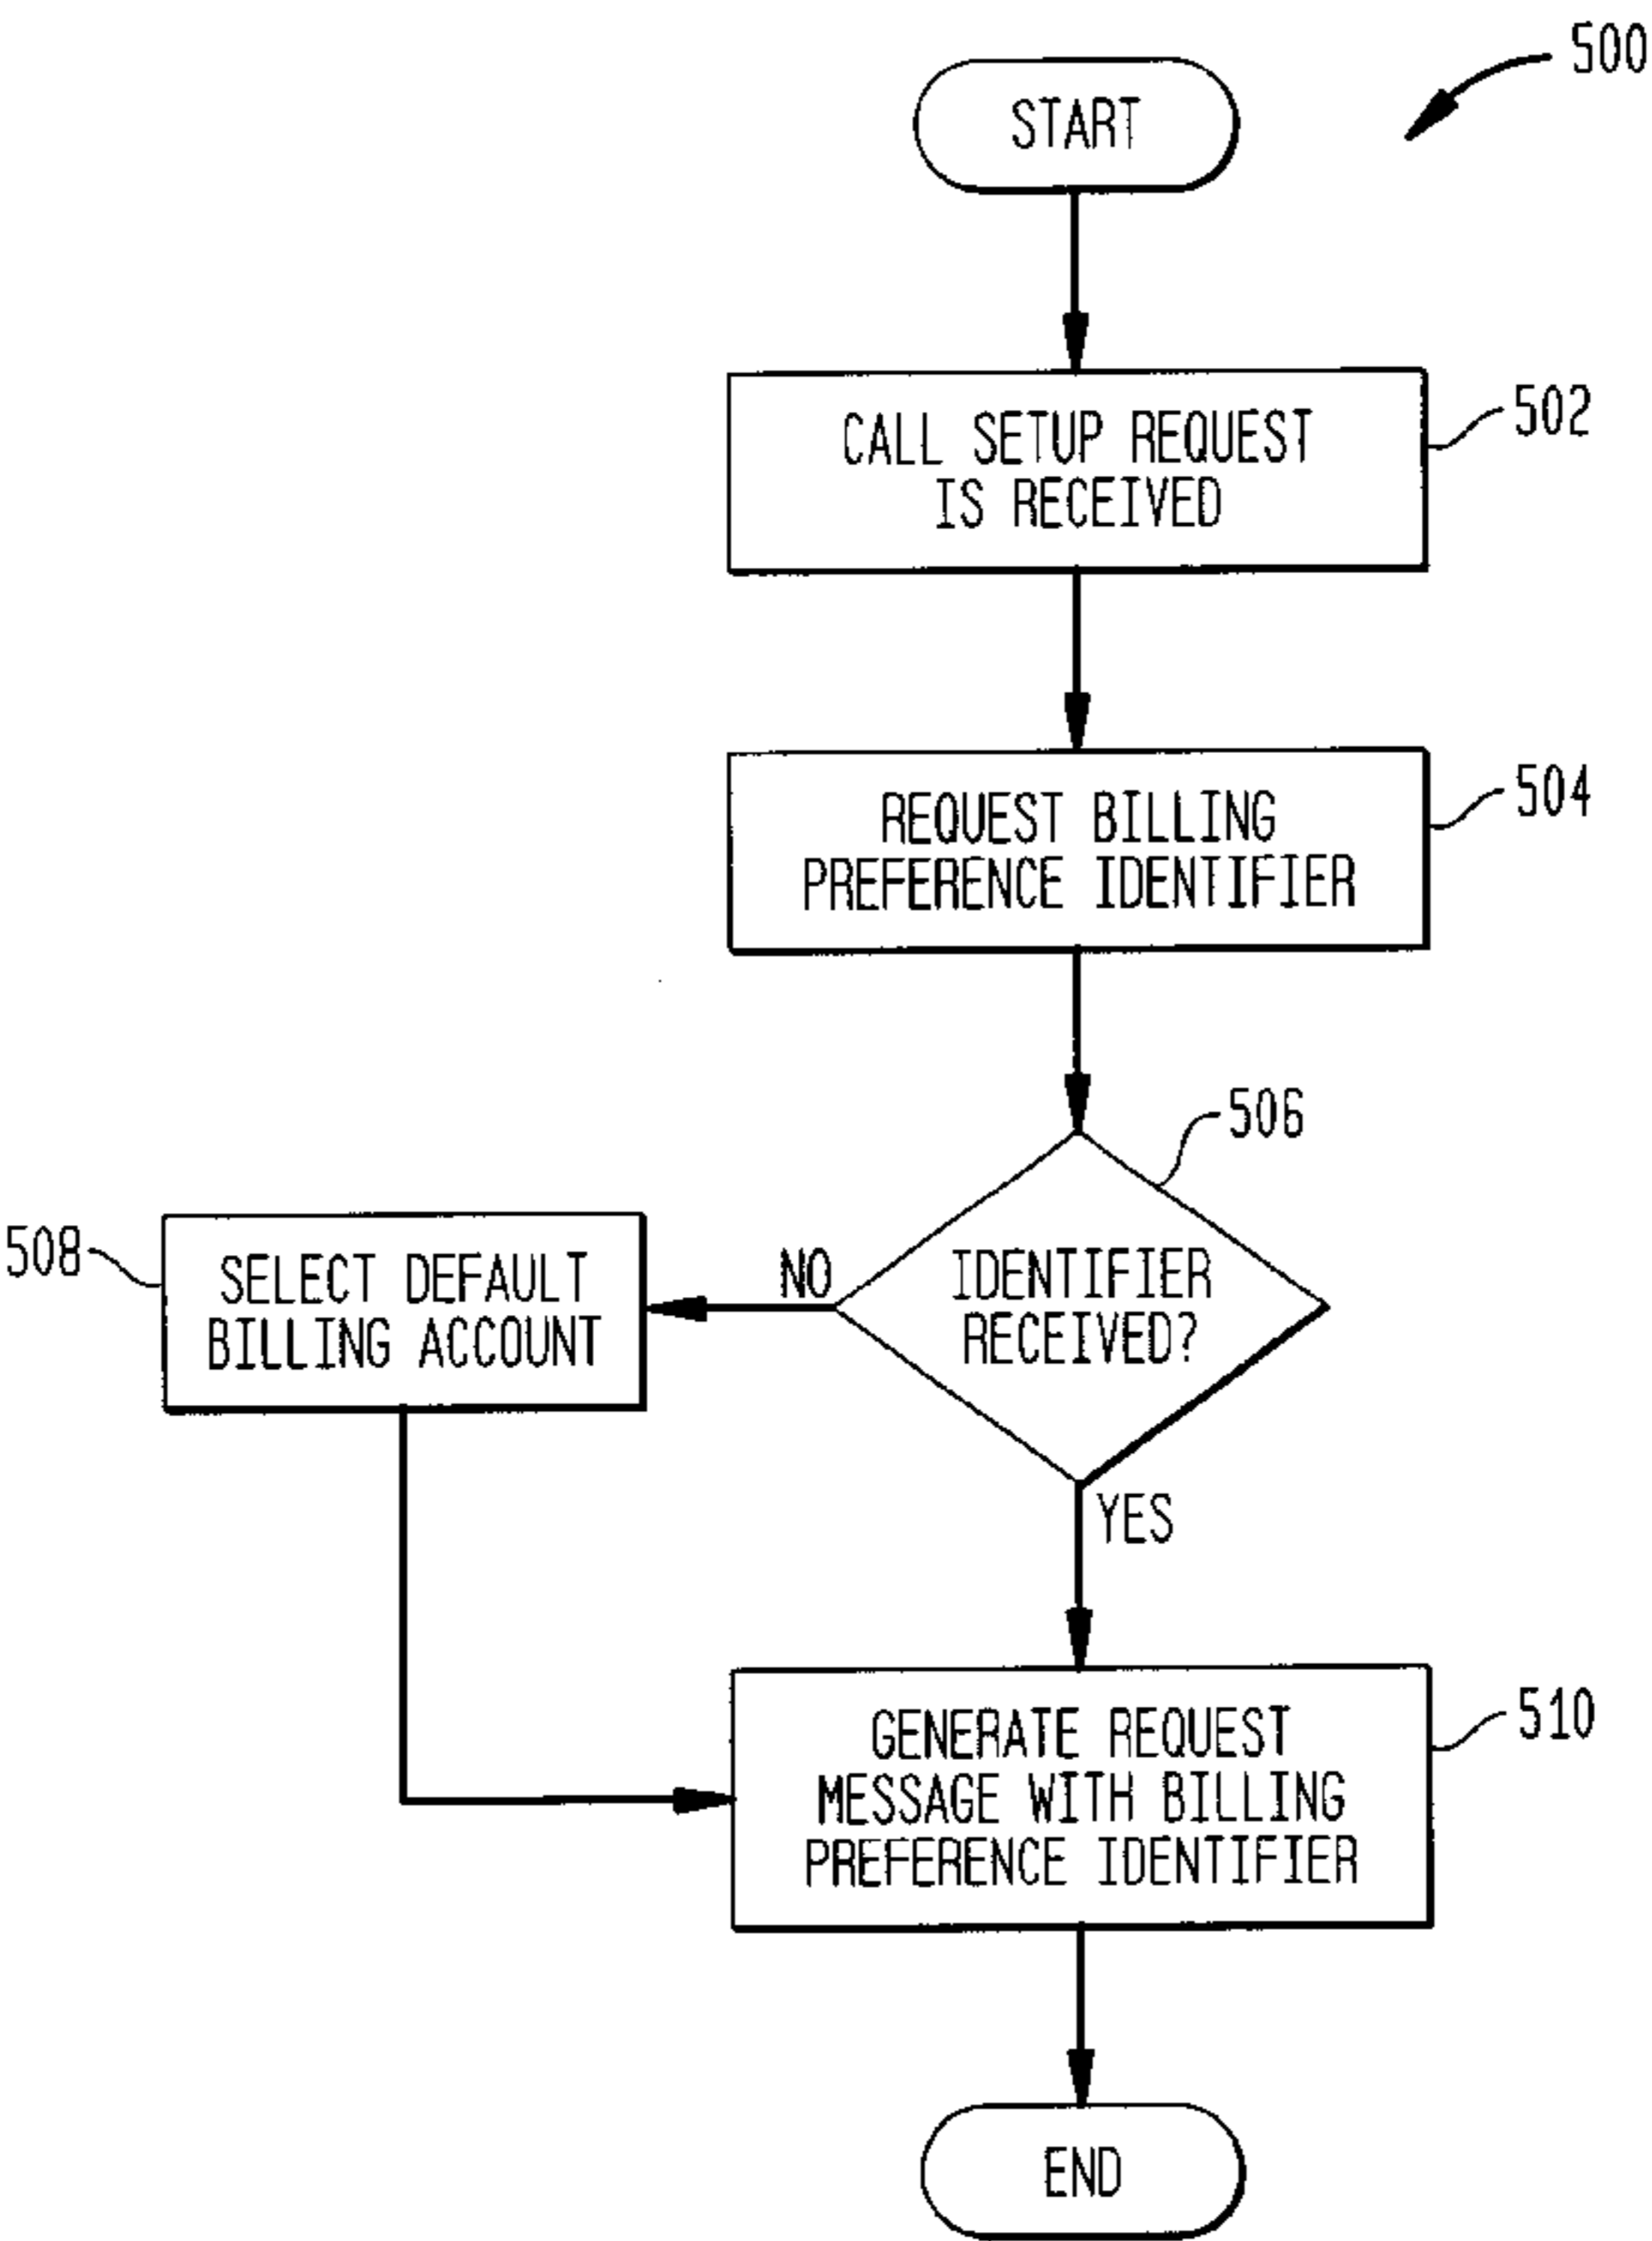 500
START
CALL SETUP REQUEST
IS RECEIVED
502
REQUEST BILLING
PREFERENCE IDENTIFIER
504
506
IDENTIFIER
RECEIVED?
NO
508
SELECT DEFAULT
BILLING ACCOUNT
YES
GENERATE REQUEST
MESSAGE WITH BILLING
PREFERENCE IDENTIFIER
510
END